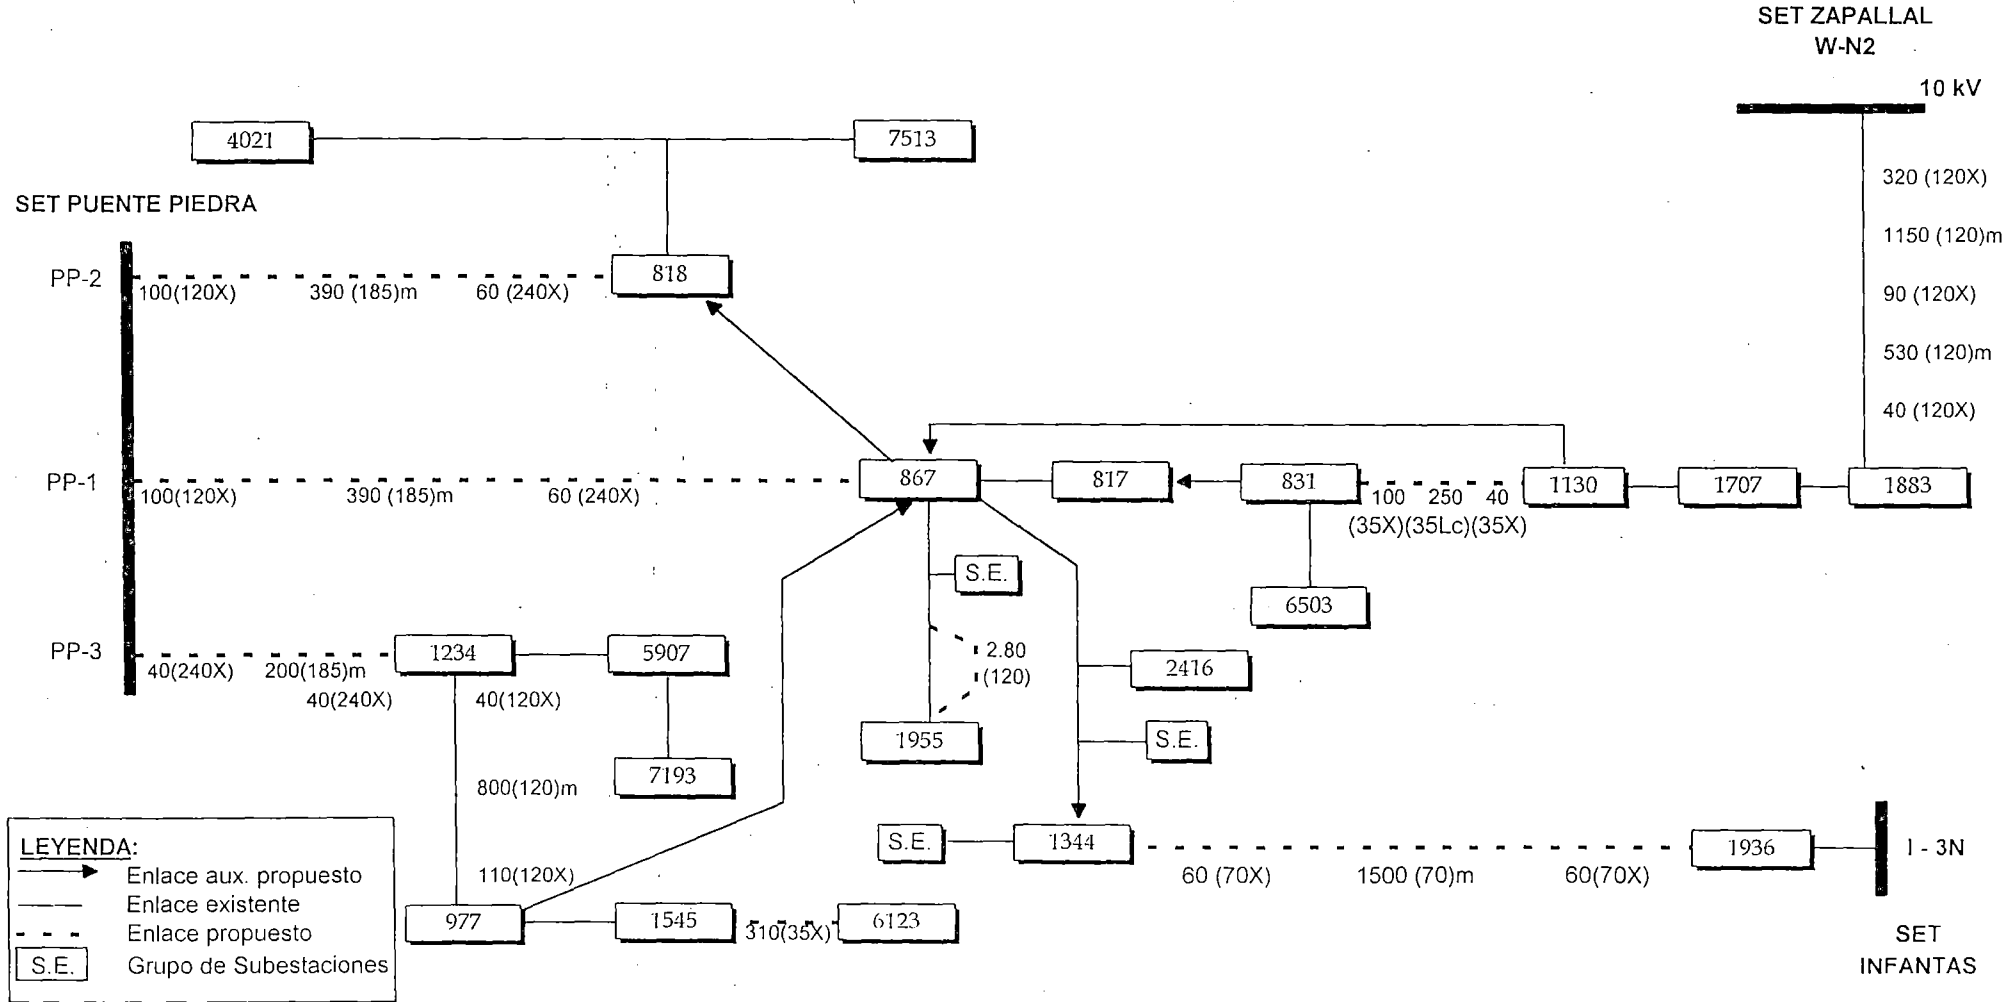 SET ZAPALLAL
W-N2
10 kV
4021
7513
320 (120X)
SET PUENTE PIEDRA
1150 (120)m
PP-2
818
100(120X)
390 (185)m
60 (240X)
90 (120X)
530 (120)m
40 (120X)
PP-1
867
817
831
1130
1707
1883
100(120X)
390 (185)m
60 (240X)
100 250 40
(35X)(35Lc)(35X)
S.E.
6503
PP-3
1234
5907
2.80
(120)
2416
40(240X)
200(185)m
40(240X)
40(120X)
1955
S.E.
7193
800(120)m
LEYENDA:
Enlace aux. propuesto
Enlace existente
Enlace propuesto
S.E.
Grupo de Subestaciones
S.E.
1344
1936
I - 3N
60 (70X)
1500 (70)m
60(70X)
110(120X)
977
1545
310(35X)
6123
SET
INFANTAS